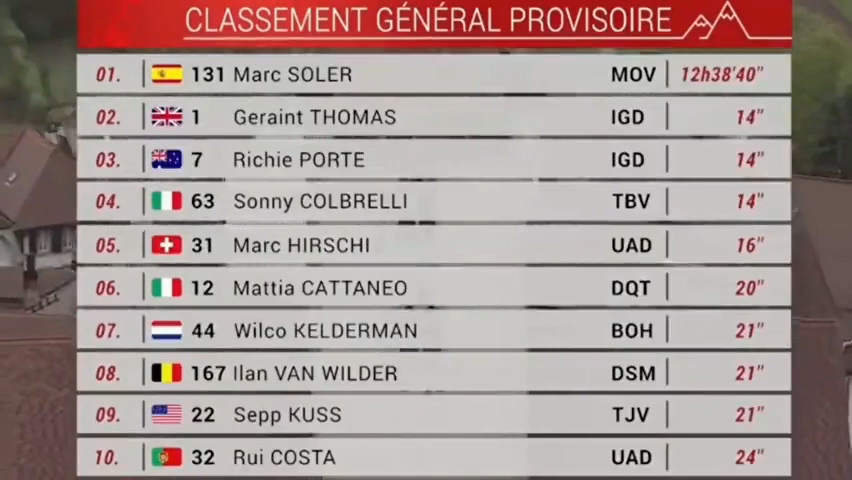 CLASSEMENT GÉNÉRAL PROVISOIRE
01. 131 Marc SOLER MOV 12h38'40"
02. 1 Geraint THOMAS IGD 14"
03. 7 Richie PORTE IGD 14"
04. 63 Sonny COLBRELLI TBV 14"
05. 31 Marc HIRSCHI UAD 16"
06. 12 Mattia CATTANEO DQT 20"
07. 44 Wilco KELDERMAN BOH 21"
08. 167 Ilan VAN WILDER DSM 21"
09. 22 Sepp KUSS TJV 21"
10. 32 Rui COSTA UAD 24"